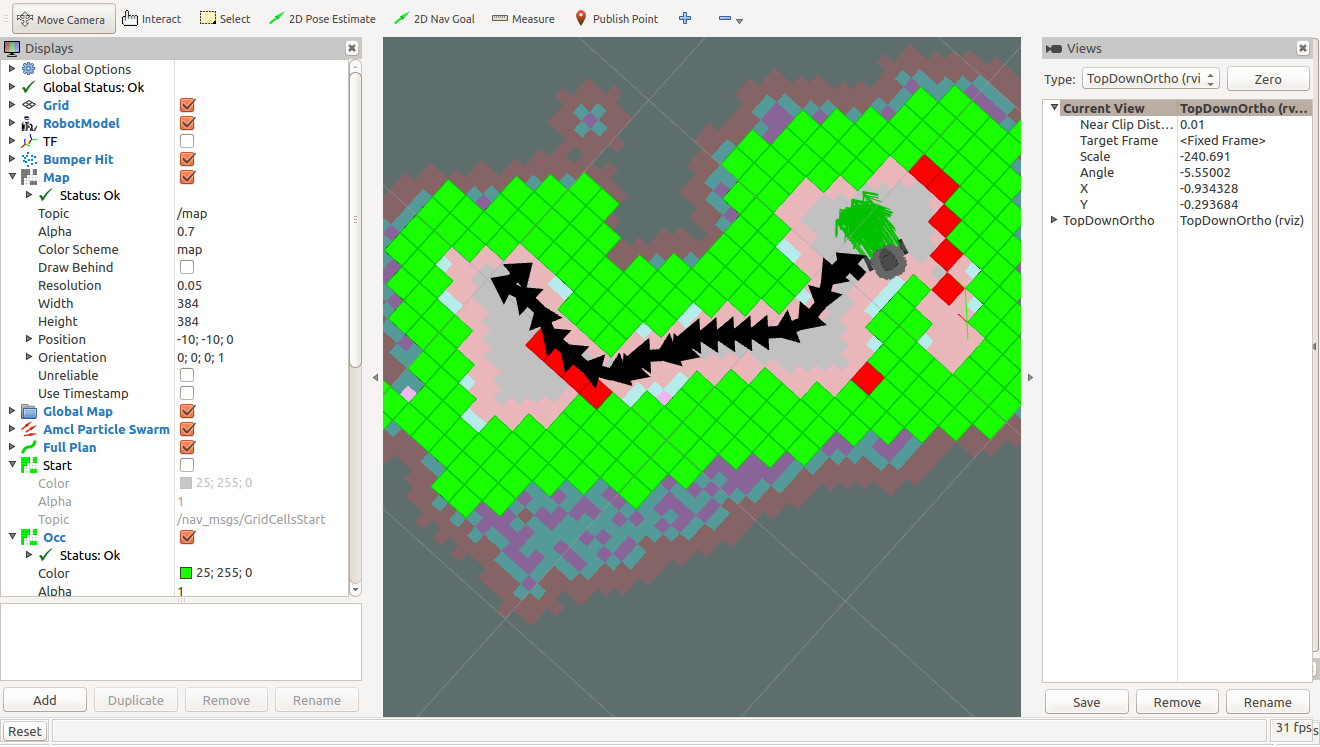 Move Camera Interact Select 2D Pose Estimate 2D Nav Goal Measure Publish Point
Displays
Global Options
Global Status: Ok
Grid
RobotModel
TF
Bumper Hit
Map
Status: Ok
Topic /map
Alpha 0.7
Color Scheme map
Draw Behind
Resolution 0.05
Width 384
Height 384
Position -10; -10; 0
Orientation 0; 0; 0; 1
Unreliable
Use Timestamp
Global Map
Amcl Particle Swarm
Full Plan
Start
Color 25; 255; 0
Alpha 1
Topic /nav_msgs/GridCellsStart
Occ
Status: Ok
Color 25; 255; 0
Alpha 1
Add Duplicate Remove Rename
Reset
Views
Type: TopDownOrtho (rvi Zero
Current View TopDownOrtho (rv...
Near Clip Dist... 0.01
Target Frame <Fixed Frame>
Scale -240.691
Angle -5.55002
X -0.934328
Y -0.293684
TopDownOrtho TopDownOrtho (rviz)
Save Remove Rename
31 fps